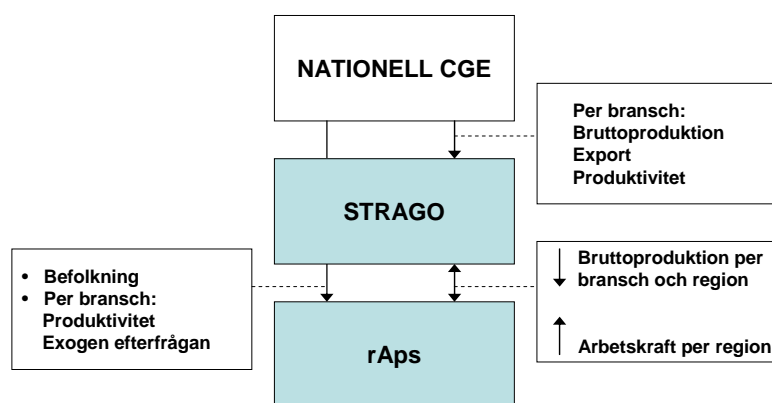 NATIONELL CGE
Per bransch:
Bruttoproduktion
Export
Produktivitet
STRAGO
• Befolkning
• Per bransch:
Produktivitet
Exogen efterfrågan
Bruttoproduktion per
bransch och region
Arbetskraft per region
rAps